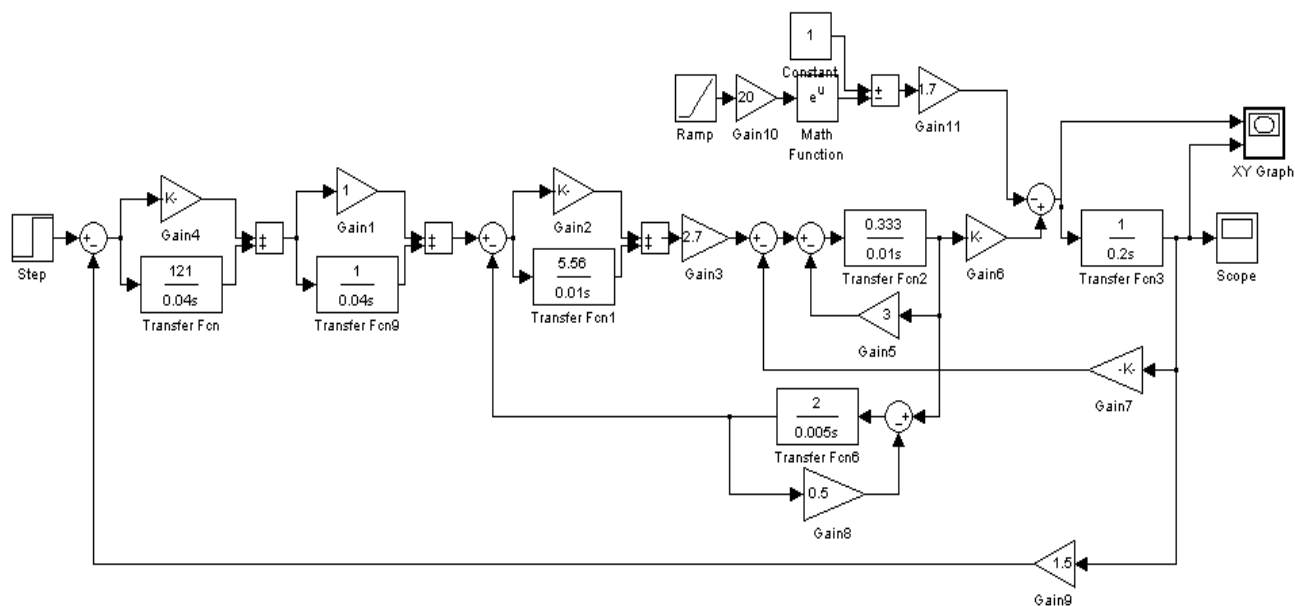 1
Constant
20
e^u
1.7
Ramp
Gain10
Math
Function
Gain11
XY Graph
K-
Gain4
1
Gain1
K-
Gain2
2.7
Gain3
0.333
0.01s
Transfer Fcn2
K-
Gain6
1
0.2s
Transfer Fcn3
Scope
Step
121
0.04s
Transfer Fcn
1
0.04s
Transfer Fcn9
5.56
0.01s
Transfer Fcn1
3
Gain5
-K-
Gain7
2
0.005s
Transfer Fcn6
0.5
Gain8
1.5
Gain9